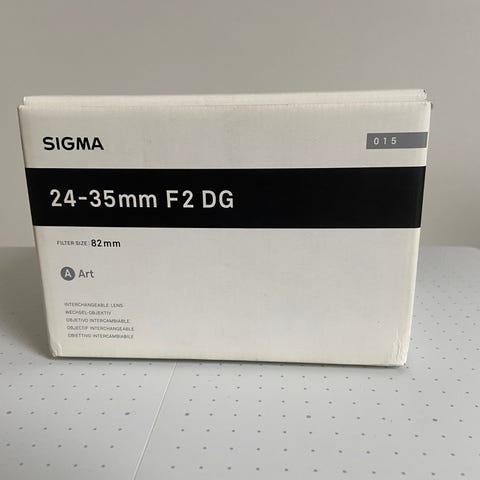 SIGMA
015
24-35mm F2 DG
FILTER SIZE: 82mm
A Art
INTERCHANGEABLE LENS
WECHSEL-OBJEKTIV
OBJETIVO INTERCAMBIABLE
OBJECTIF INTERCHANGEABLE
OBIETTIVO INTERCAMBIABILE